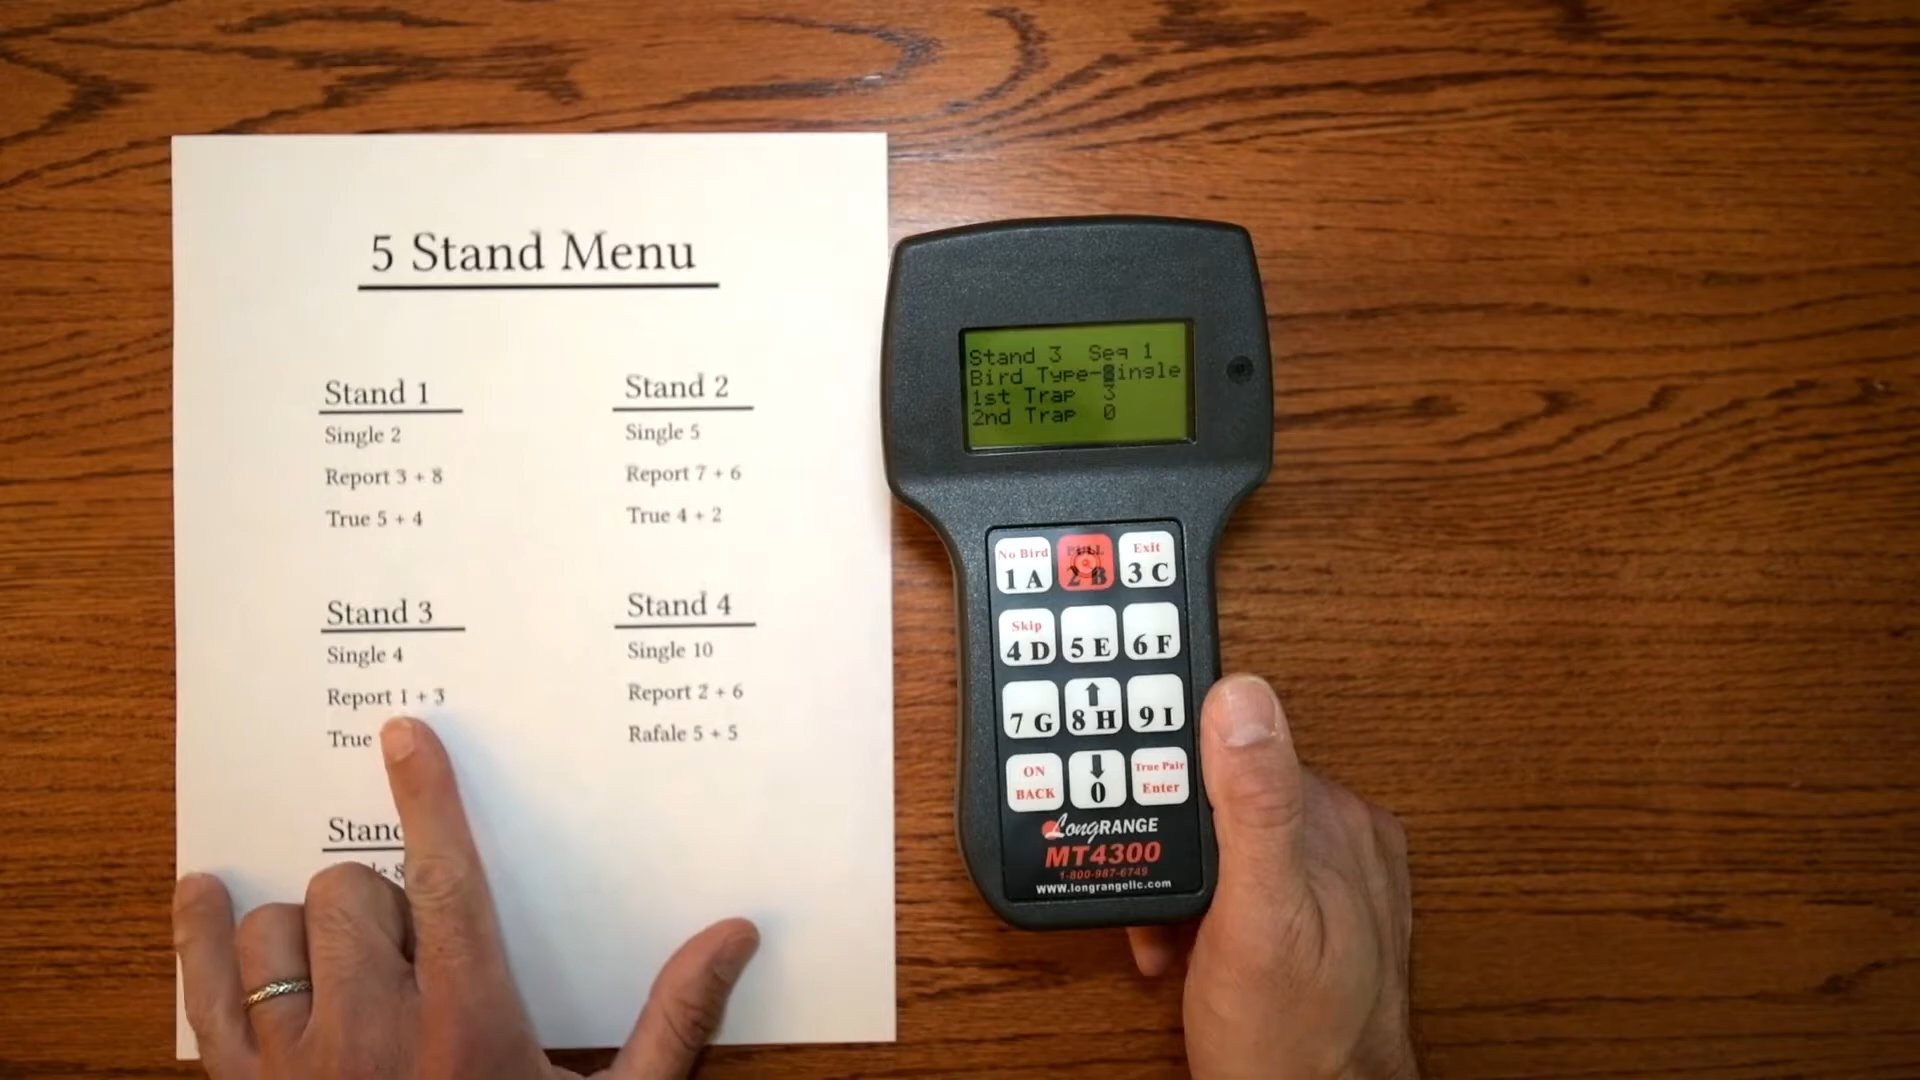 5 Stand Menu
Stand 1
Single 2
Report 3 + 8
True 5 + 4
Stand 2
Single 5
Report 7 + 6
True 4 + 2
Stand 3
Single 4
Report 1 + 3
True
Stand 4
Single 10
Report 2 + 6
Rafale 5 + 5
Stand 3 Seq 1
Bird Type-Single
1st Trap 3
2nd Trap 0
No Bird
1 A
PULL
2 B
Exit
3 C
Skip
4 D
5 E
6 F
7 G
8 H
9 I
ON
BACK
0
True Pair
Enter
LongRANGE
MT4300
1-800-987-6749
www.longrangellc.com